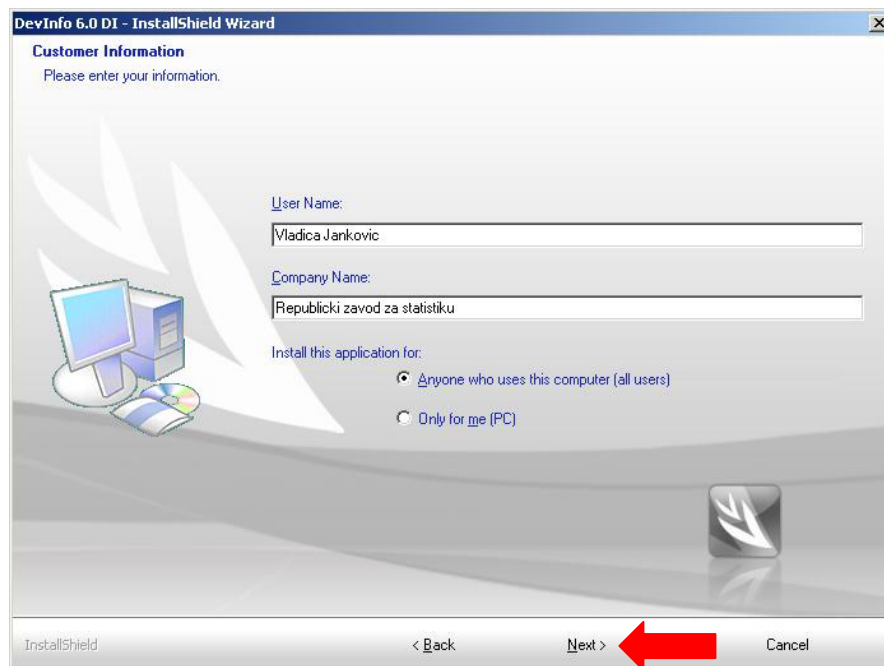 DevInfo 6.0 DI - InstallShield Wizard
Customer Information
Please enter your information.
User Name:
Vladica Jankovic
Company Name:
Republicki zavod za statistiku
Install this application for:
Anyone who uses this computer (all users)
Only for me (PC)
InstallShield
< Back
Next >
Cancel